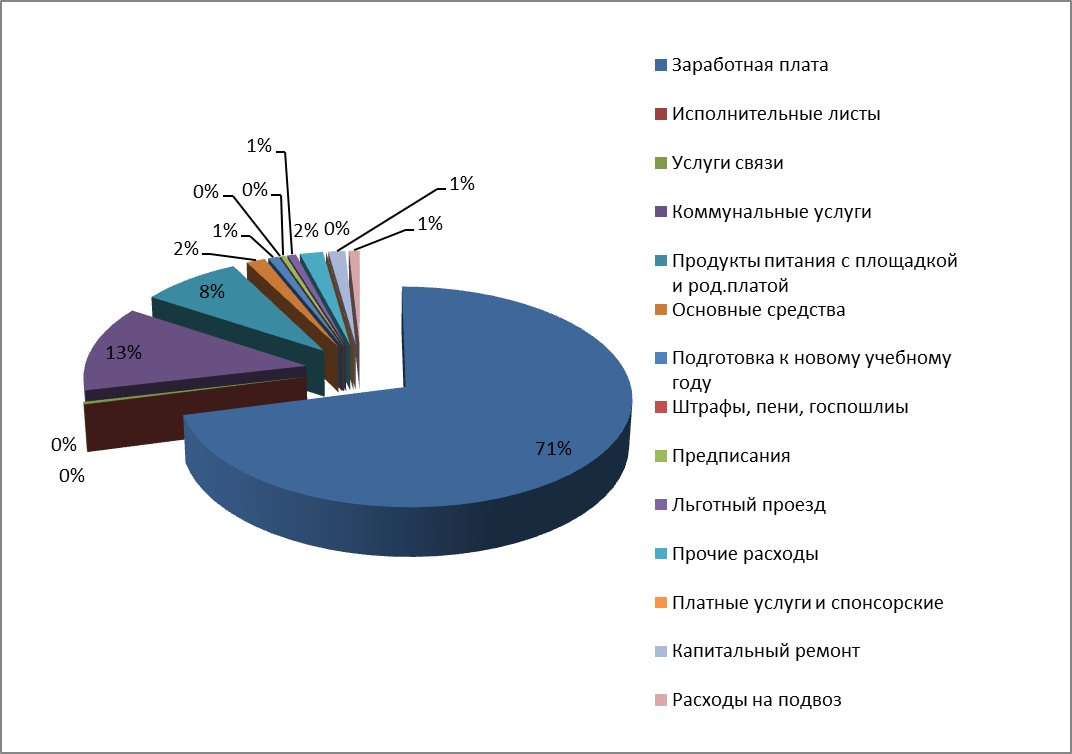 Заработная плата
Исполнительные листы
Услуги связи
Коммунальные услуги
Продукты питания с площадкой
и род.платой
Основные средства
Подготовка к новому учебному
году
Штрафы, пени, госпошлиы
Предписания
Льготный проезд
Прочие расходы
Платные услуги и спонсорские
Капитальный ремонт
Расходы на подвоз
71%
0%
0%
13%
8%
2%
1%
0%
0%
1%
2%
0%
1%
1%